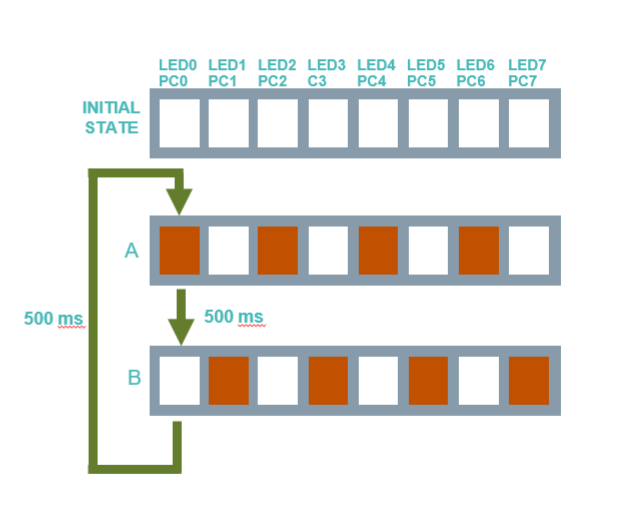 LED0 LED1 LED2 LED3 LED4 LED5 LED6 LED7
PC0 PC1 PC2 C3 PC4 PC5 PC6 PC7
INITIAL
STATE
A
500 ms
500 ms
B